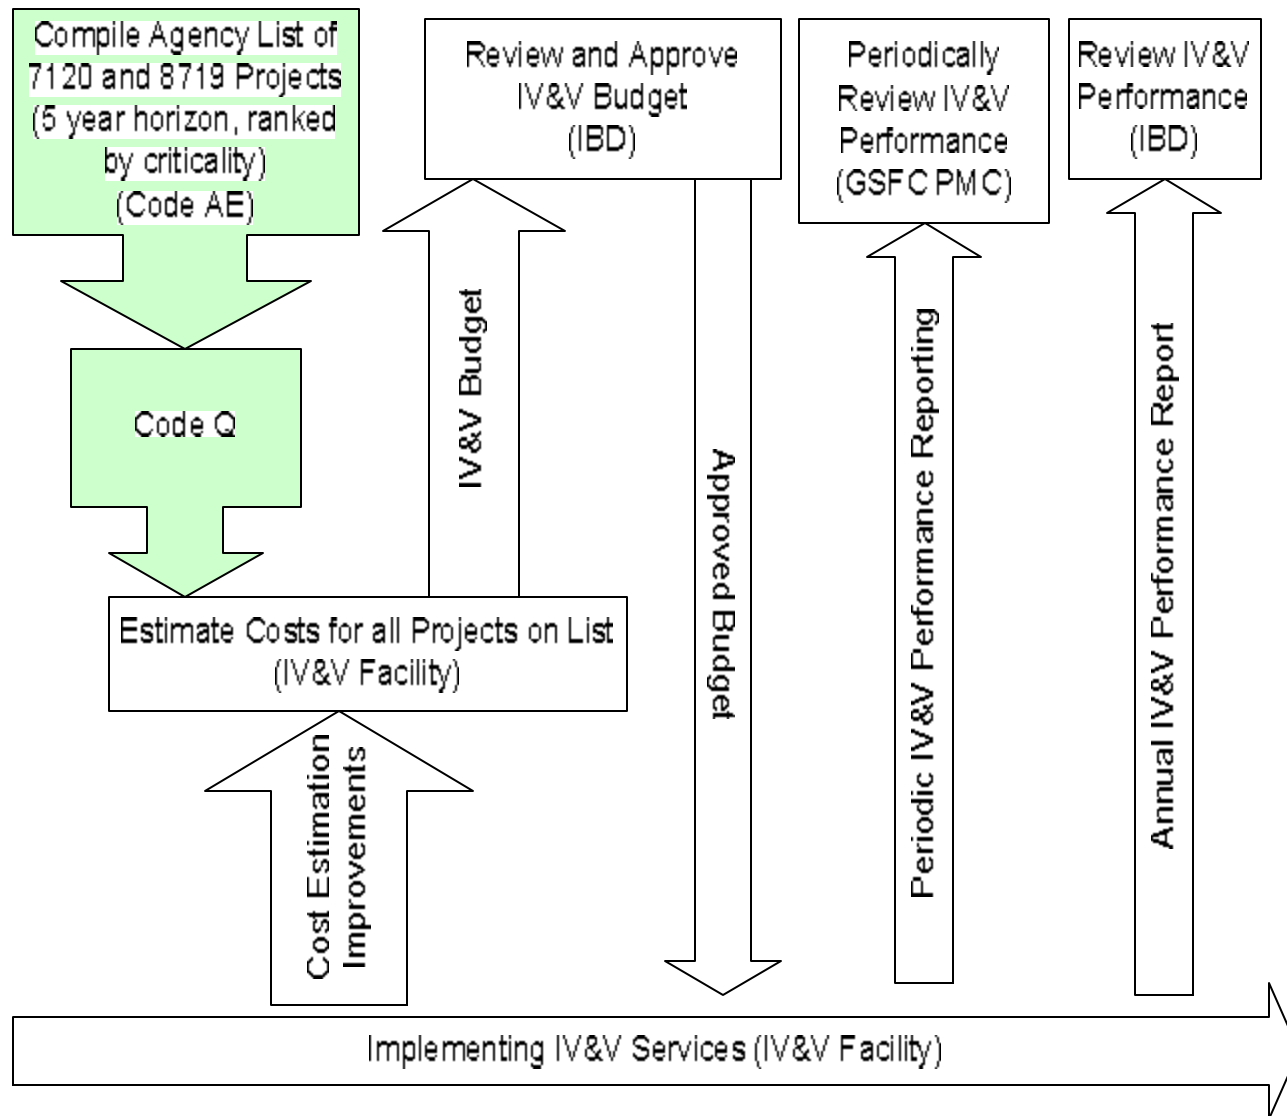 Compile Agency List of
7120 and 8719 Projects
(5 year horizon, ranked
by criticality)
(Code AE)
Code Q
Estimate Costs for all Projects on List
(IV&V Facility)
Cost Estimation
Improvements
IV&V Budget
Review and Approve
IV&V Budget
(IBD)
Approved Budget
Periodically
Review IV&V
Performance
(GSFC PMC)
Periodic IV&V Performance Reporting
Review IV&V
Performance
(IBD)
Annual IV&V Performance Report
Implementing IV&V Services (IV&V Facility)